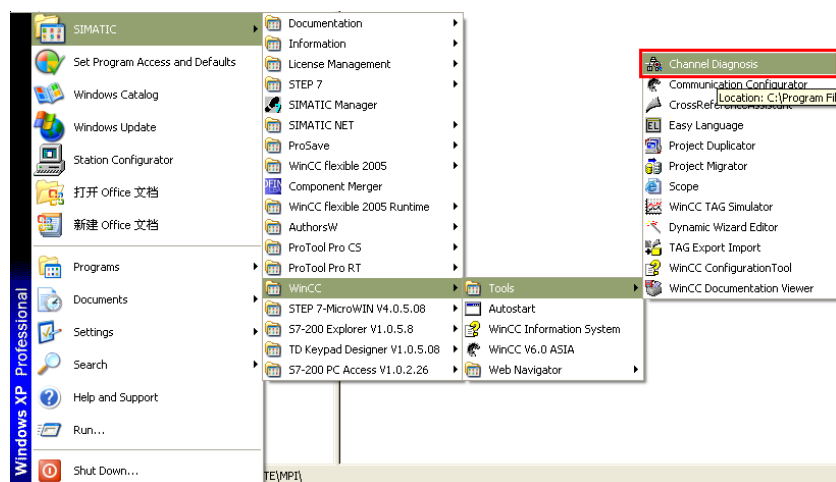 Windows XP Professional
SIMATIC
Set Program Access and Defaults
Windows Catalog
Windows Update
Station Configurator
打开 Office 文档
新建 Office 文档
Programs
Documents
Settings
Search
Help and Support
Run...
Shut Down...
Documentation
Information
License Management
STEP 7
SIMATIC Manager
SIMATIC NET
ProSave
WinCC flexible 2005
Component Merger
WinCC flexible 2005 Runtime
AuthorsW
ProTool Pro CS
ProTool Pro RT
WinCC
STEP 7-MicroWIN V4.0.5.08
S7-200 Explorer V1.0.5.8
TD Keypad Designer V1.0.5.08
S7-200 PC Access V1.0.2.26
Tools
Autostart
WinCC Information System
WinCC V6.0 ASIA
Web Navigator
Channel Diagnosis
Communication Configurator
Location: C:\Program Fil
CrossReferenceAssistant
Easy Language
Project Duplicator
Project Migrator
Scope
WinCC TAG Simulator
Dynamic Wizard Editor
TAG Export Import
WinCC ConfigurationTool
WinCC Documentation Viewer
TE\MPI\